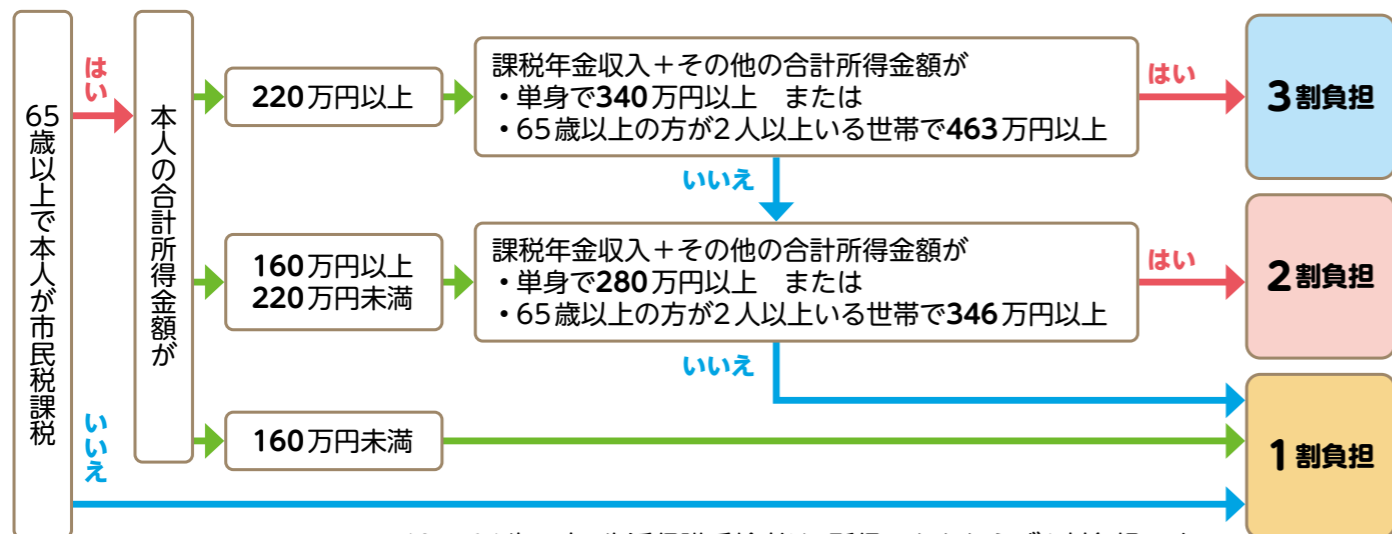 65歳以上で本人が市民税課税
はい
いいえ
本人の合計所得金額が
220万円以上
課税年金収入＋その他の合計所得金額が
・単身で340万円以上　または
・65歳以上の方が2人以上いる世帯で463万円以上
はい
3割負担
いいえ
160万円以上
220万円未満
課税年金収入＋その他の合計所得金額が
・単身で280万円以上　または
・65歳以上の方が2人以上いる世帯で346万円以上
はい
2割負担
いいえ
160万円未満
1割負担